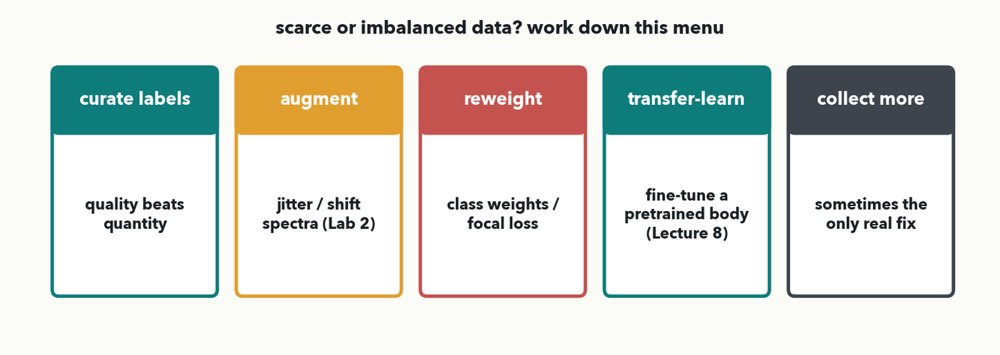 scarce or imbalanced data? work down this menu
curate labels
quality beats
quantity
augment
jitter / shift
spectra (Lab 2)
reweight
class weights /
focal loss
transfer-learn
fine-tune a
pretrained body
(Lecture 8)
collect more
sometimes the
only real fix